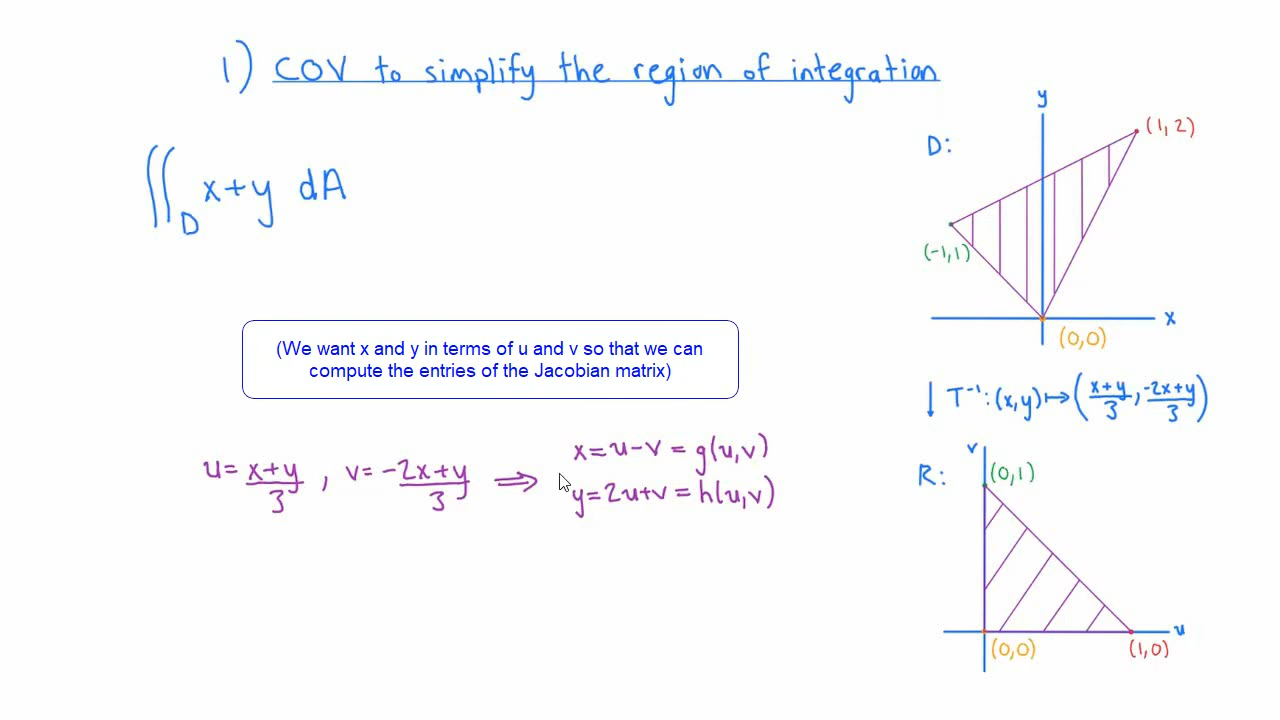 1) COV to simplify the region of integration
∬_D x+y dA
(We want x and y in terms of u and v so that we can
compute the entries of the Jacobian matrix)
u = (x+y)/3 , v = (-2x+y)/3 ⟹ x = u-v = g(u,v)
y = 2u+v = h(u,v)
D:
y
(1,2)
(-1,1)
x
(0,0)
↓ T⁻¹: (x,y) ↦ ((x+y)/3, (-2x+y)/3)
R:
v
(0,1)
u
(0,0)
(1,0)